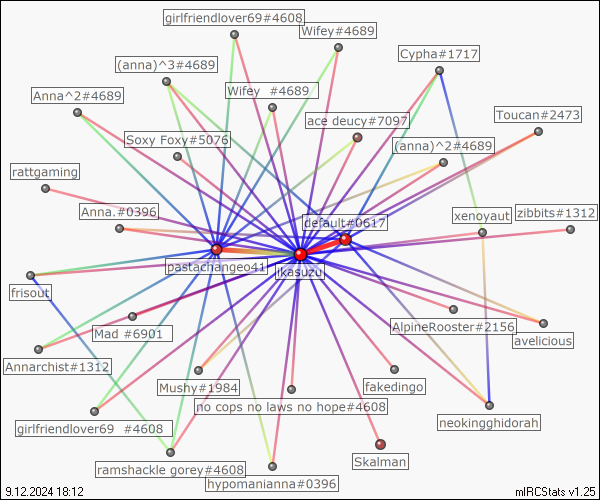 girlfriendlover69#4608
Wifey#4689
Cypha#1717
(anna)^3#4689
Anna^2#4689
Wifey  #4689
ace deucy#7097
Toucan#2473
Soxy Foxy#5076
(anna)^2#4689
rattgaming
Anna.#0396
default#0617
xenoyaut
zibbits#1312
pastachangeo41
ikasuzu
frisout
Mad #6901
AlpineRooster#2156
avelicious
Annarchist#1312
Mushy#1984
fakedingo
no cops no laws no hope#4608
neokingghidorah
girlfriendlover69  #4608
Skalman
ramshackle gorey#4608
hypomanianna#0396
9.12.2024 18:12
mIRCStats v1.25